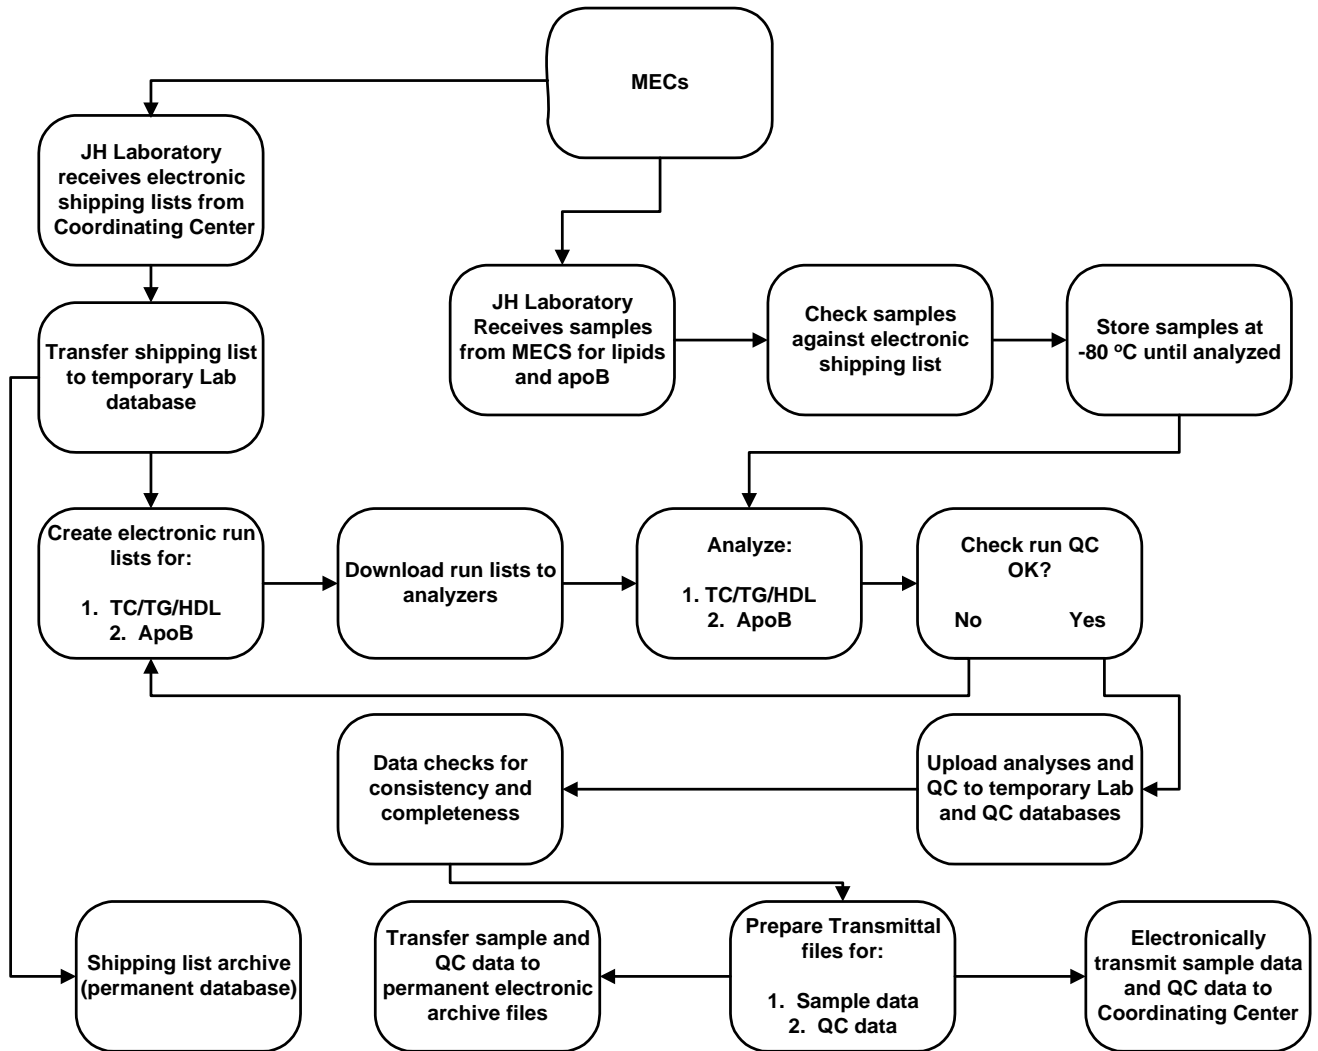 MECs
JH Laboratory
receives electronic
shipping lists from
Coordinating Center
JH Laboratory
Receives samples
from MECS for lipids
and apoB
Check samples
against electronic
shipping list
Store samples at
-80 ºC until analyzed
Transfer shipping list
to temporary Lab
database
Create electronic run
lists for:
1. TC/TG/HDL
2. ApoB
Download run lists to
analyzers
Analyze:
1. TC/TG/HDL
2. ApoB
Check run QC
OK?
No Yes
Data checks for
consistency and
completeness
Upload analyses and
QC to temporary Lab
and QC databases
Shipping list archive
(permanent database)
Transfer sample and
QC data to
permanent electronic
archive files
Prepare Transmittal
files for:
1. Sample data
2. QC data
Electronically
transmit sample data
and QC data to
Coordinating Center